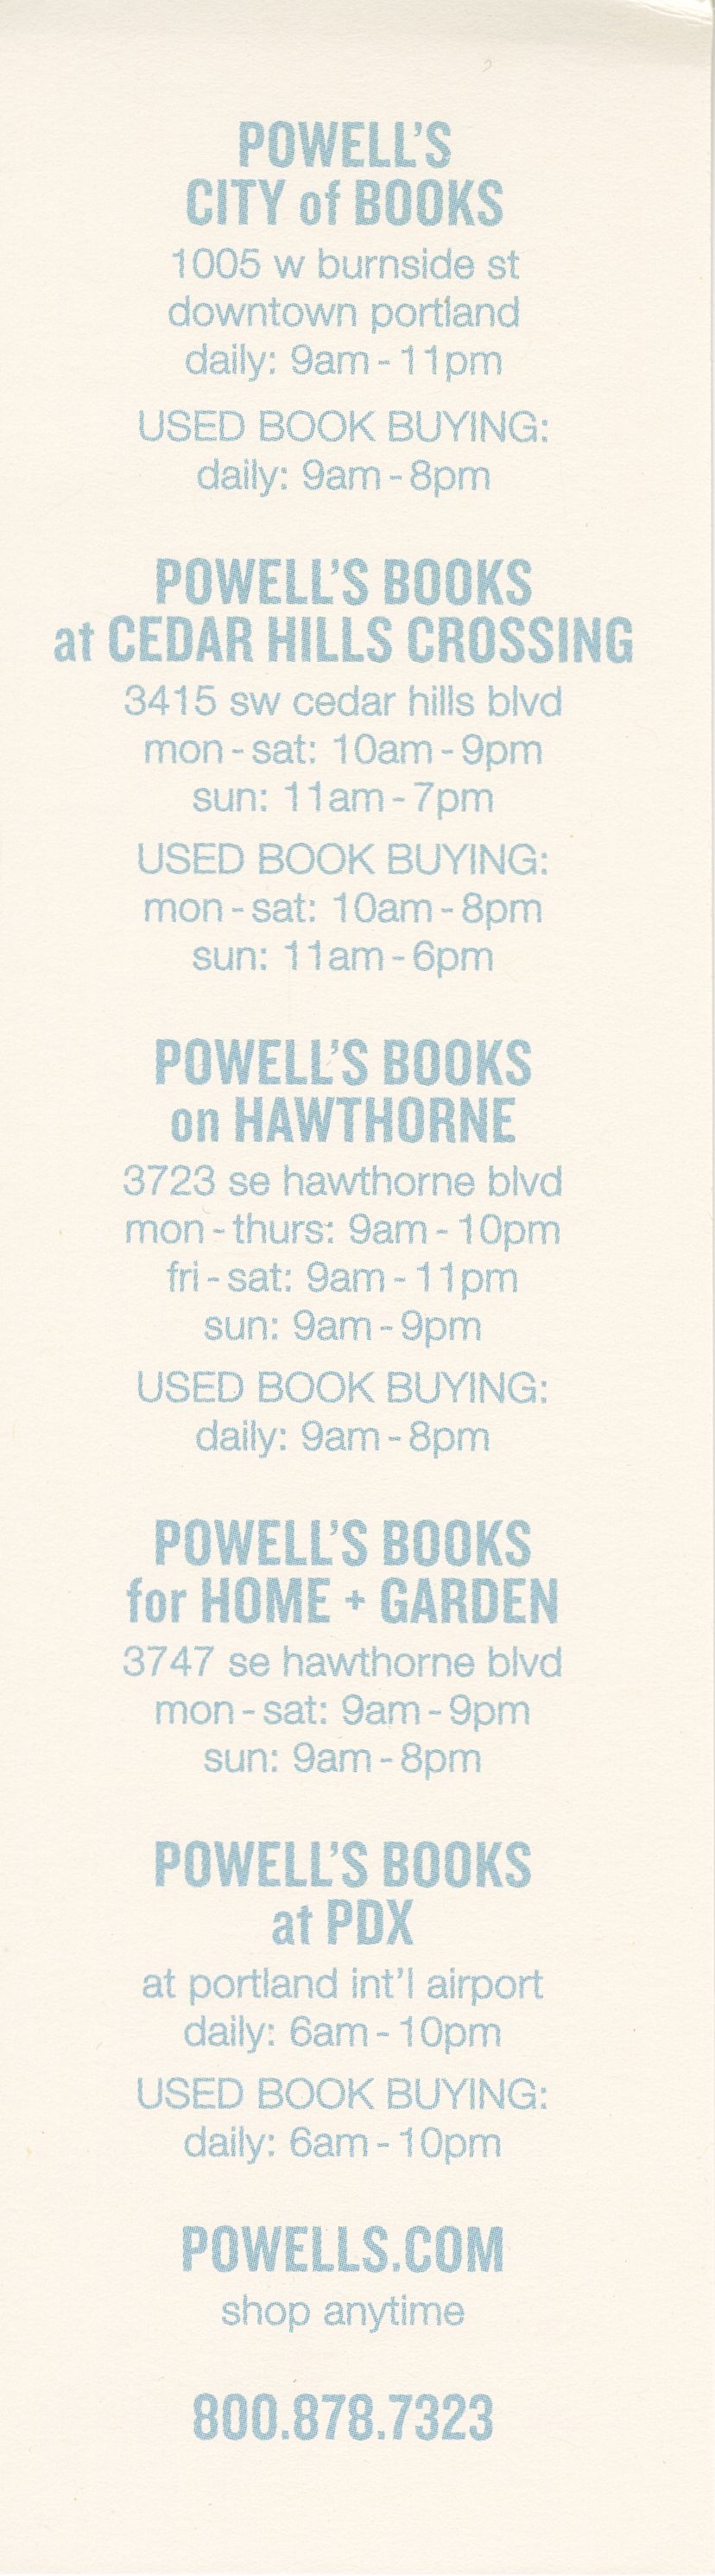 POWELL'S
CITY of BOOKS
1005 w burnside st
downtown portland
daily: 9am - 11pm
USED BOOK BUYING:
daily: 9am - 8pm
POWELL'S BOOKS
at CEDAR HILLS CROSSING
3415 sw cedar hills blvd
mon - sat: 10am - 9pm
sun: 11am - 7pm
USED BOOK BUYING:
mon - sat: 10am - 8pm
sun: 11am - 6pm
POWELL'S BOOKS
on HAWTHORNE
3723 se hawthorne blvd
mon - thurs: 9am - 10pm
fri - sat: 9am - 11pm
sun: 9am - 9pm
USED BOOK BUYING:
daily: 9am - 8pm
POWELL'S BOOKS
for HOME + GARDEN
3747 se hawthorne blvd
mon - sat: 9am - 9pm
sun: 9am - 8pm
POWELL'S BOOKS
at PDX
at portland int'l airport
daily: 6am - 10pm
USED BOOK BUYING:
daily: 6am - 10pm
POWELLS.COM
shop anytime
800.878.7323